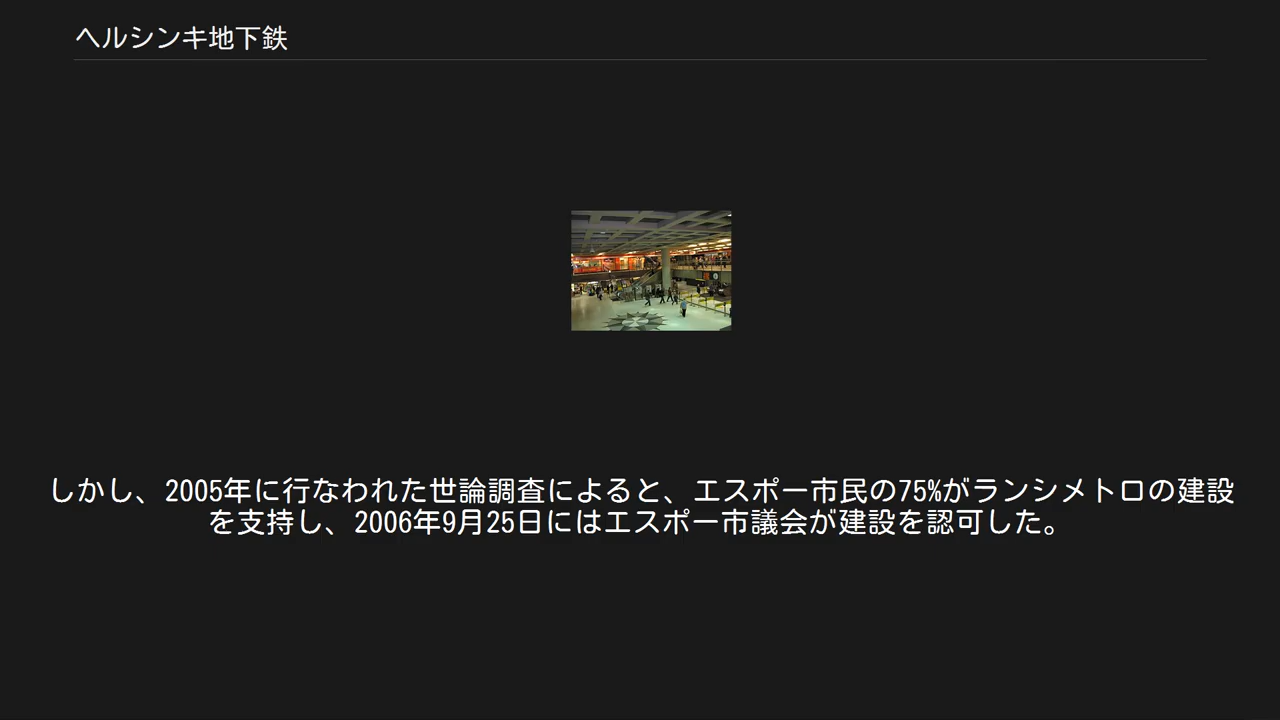 ヘルシンキ地下鉄
しかし、2005年に行なわれた世論調査によると、エスポー市民の75%がランシメトロの建設
を支持し、2006年9月25日にはエスポー市議会が建設を認可した。